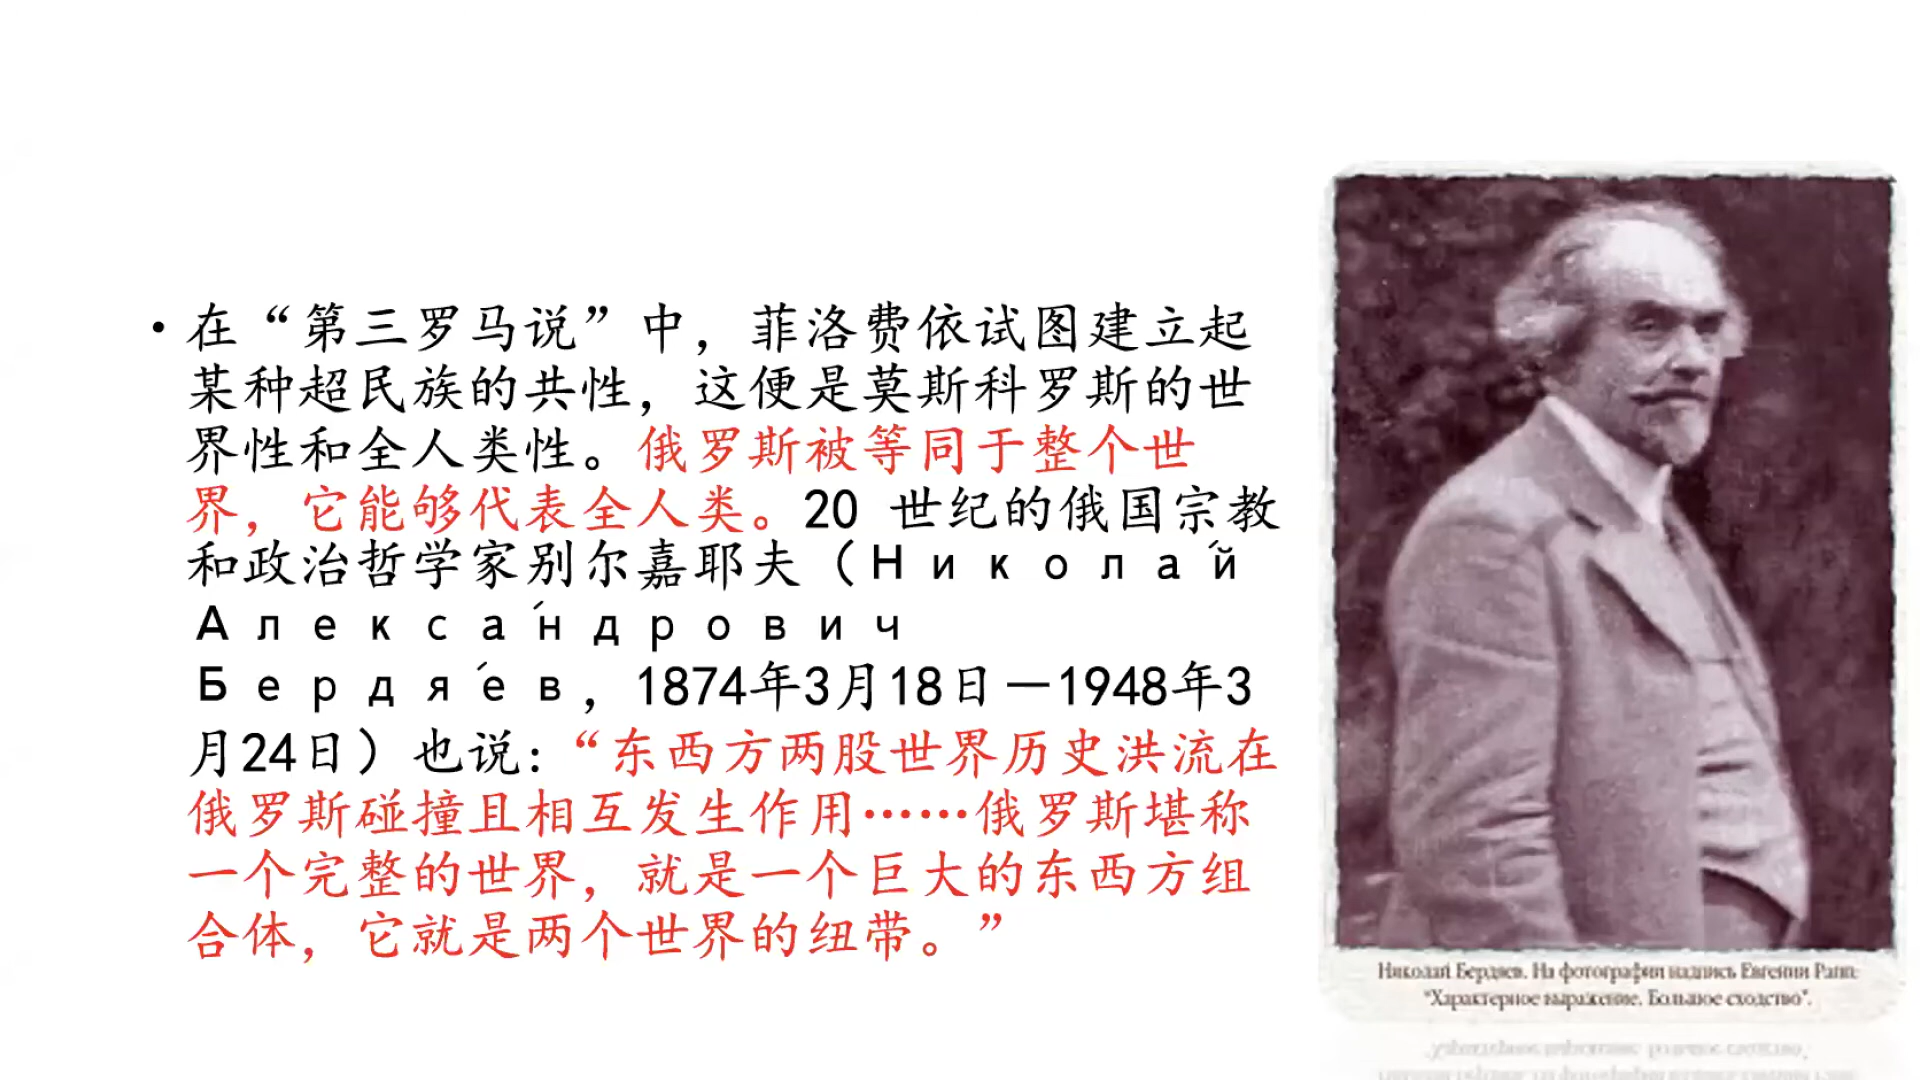 • 在“第三罗马说”中，菲洛费依试图建立起
某种超民族的共性，这便是莫斯科罗斯的世
界性和全人类性。俄罗斯被等同于整个世
界，它能够代表全人类。20 世纪的俄国宗教
和政治哲学家别尔嘉耶夫（Никола́й
Алекса́ндрович
Бердя́ев，1874年3月18日—1948年3
月24日）也说：“东西方两股世界历史洪流在
俄罗斯碰撞且相互发生作用……俄罗斯堪称
一个完整的世界，就是一个巨大的东西方组
合体，它就是两个世界的纽带。”
Николай Бердяев. На фотографии надпись Евгении Рапп:
"Характерное выражение. Большое сходство".